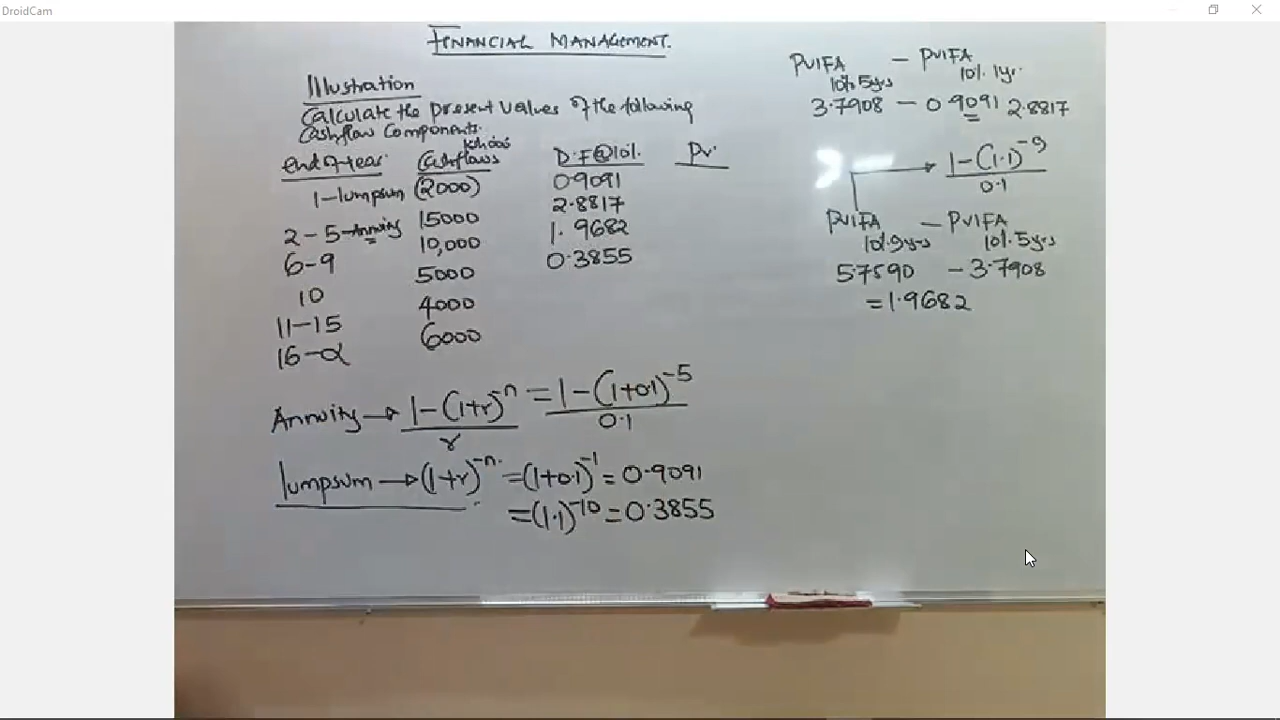 DroidCam
FINANCIAL MANAGEMENT.
Illustration
Calculate the present values of the following
Cashflow Components.
End of Year Cashflows D.F@10% PV.
1-lumpsum (2000) 0.9091
2-5-Annuity 15000 2.8817
6-9 10,000 1.9682
10 5000 0.3855
11-15 4000
16-α 6000
Annuity → 1-(1+r)^-n / r = 1-(1+0.1)^-5 / 0.1
lumpsum → (1+r)^-n. = (1+0.1)^-1 = 0.9091
= (1.1)^-10 = 0.3855
PVIFA - PVIFA
10% 5yrs 10%. 1yr.
3.7908 - 0.9091 2.8817
→ 1-(1.1)^-9 / 0.1
PVIFA - PVIFA
10%.9yrs 10%.5yrs
5.7590 - 3.7908
= 1.9682